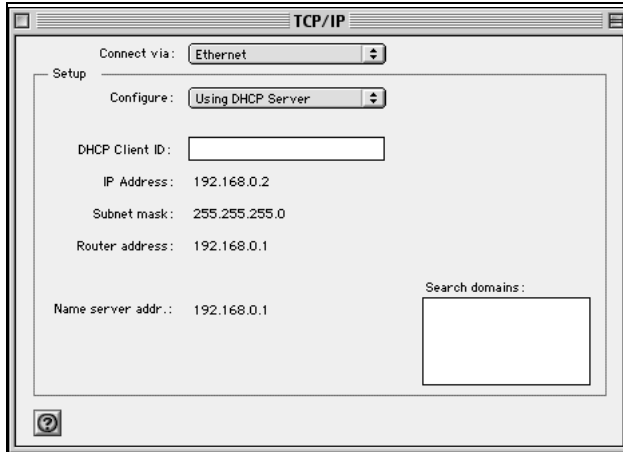 TCP/IP
Connect via: Ethernet
Setup
Configure: Using DHCP Server
DHCP Client ID:
IP Address: 192.168.0.2
Subnet mask: 255.255.255.0
Router address: 192.168.0.1
Search domains:
Name server addr.: 192.168.0.1
?